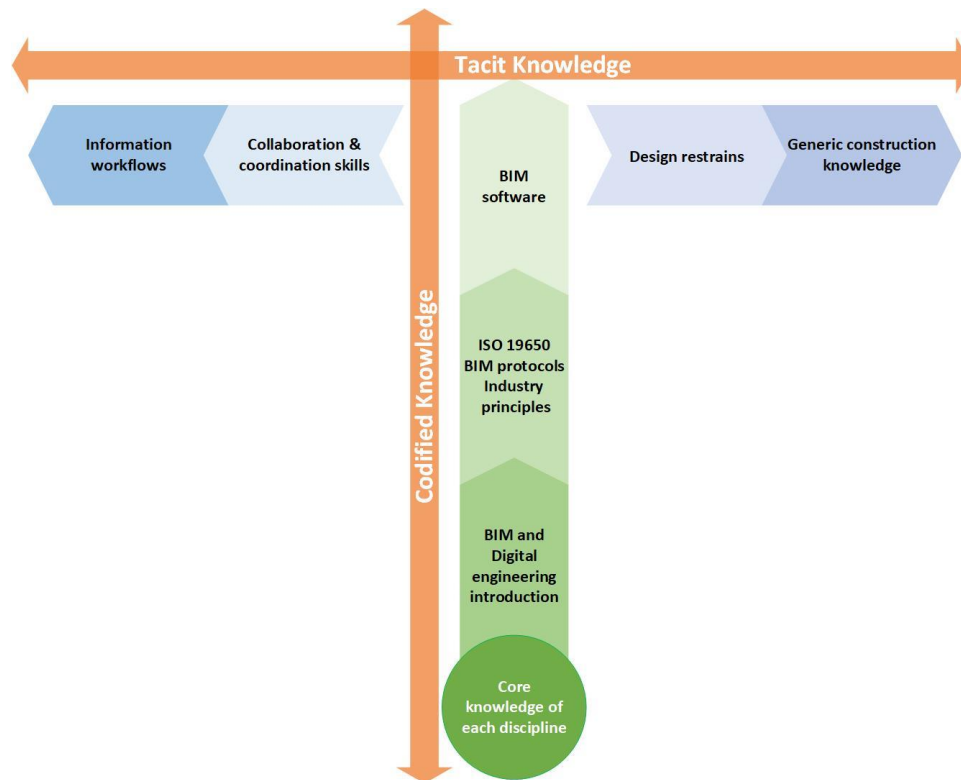 Tacit Knowledge
Information
workflows
Collaboration &
coordination skills
BIM
software
Design restrains
Generic construction
knowledge
Codified Knowledge
ISO 19650
BIM protocols
Industry
principles
BIM and
Digital
engineering
introduction
Core
knowledge of
each discipline